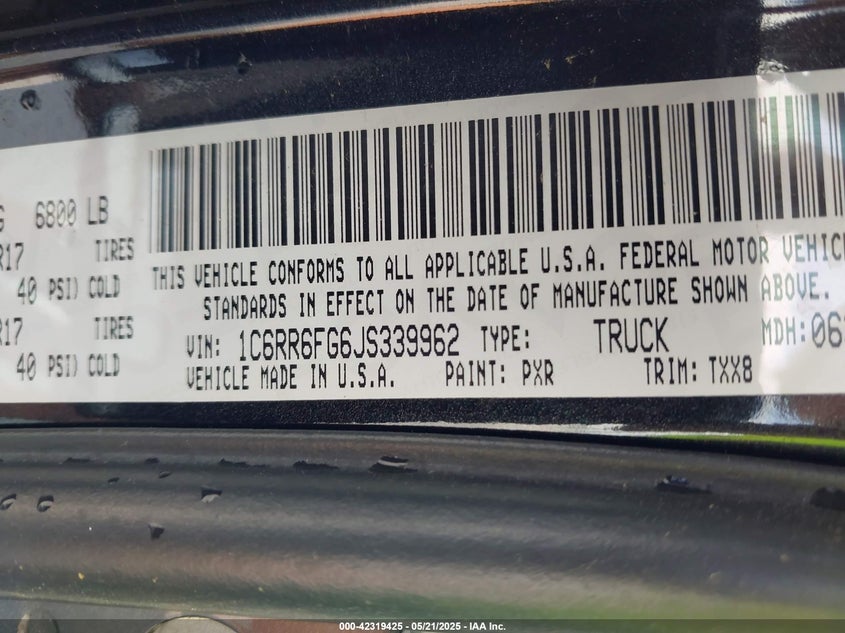 6800 LB
R17 TIRES
40 PSI) COLD
R17 TIRES
40 PSI) COLD
THIS VEHICLE CONFORMS TO ALL APPLICABLE U.S.A. FEDERAL MOTOR VEHIC
STANDARDS IN EFFECT ON THE DATE OF MANUFACTURE SHOWN ABOVE.
VIN: 1C6RR6FG6JS339962 TYPE: TRUCK MDH: 06
VEHICLE MADE IN U.S.A. PAINT: PXR TRIM: TXX8
000-42319425 - 05/21/2025 - IAA Inc.